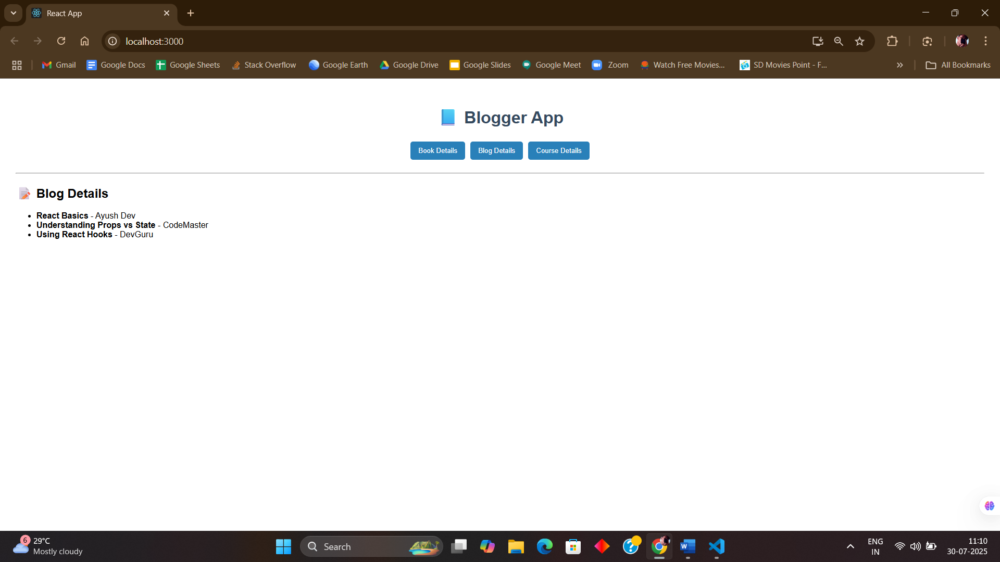 React App
localhost:3000
Gmail
Google Docs
Google Sheets
Stack Overflow
Google Earth
Google Drive
Google Slides
Google Meet
Zoom
Watch Free Movies...
SD Movies Point - F...
All Bookmarks
Blogger App
Book Details
Blog Details
Course Details
Blog Details
• React Basics - Ayush Dev
• Understanding Props vs State - CodeMaster
• Using React Hooks - DevGuru
6
29°C
Mostly cloudy
Search
ENG
IN
11:10
30-07-2025